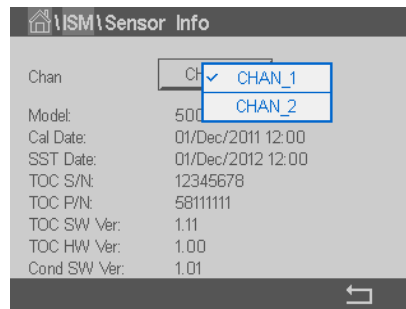 \ISM\Sensor Info
Chan
CHAN_1
CHAN_2
Model: 500
Cal Date: 01/Dec/2011 12:00
SST Date: 01/Dec/2012 12:00
TOC S/N: 12345678
TOC P/N: 58111111
TOC SW Ver: 1.11
TOC HW Ver: 1.00
Cond SW Ver: 1.01